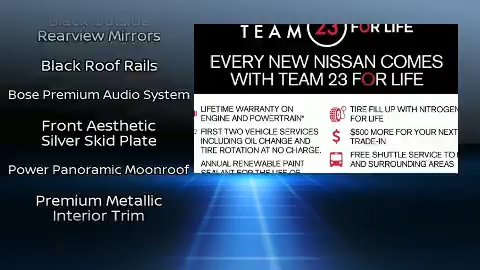 Black Outside
Rearview Mirrors
Black Roof Rails
Bose Premium Audio System
Front Aesthetic
Silver Skid Plate
Power Panoramic Moonroof
Premium Metallic
Interior Trim
TEAM 23 FOR LIFE
EVERY NEW NISSAN COMES
WITH TEAM 23 FOR LIFE
LIFETIME WARRANTY ON
ENGINE AND POWERTRAIN*
FIRST TWO VEHICLE SERVICES
INCLUDING OIL CHANGE AND
TIRE ROTATION AT NO CHARGE.
ANNUAL RENEWABLE PAINT
SEALANT FOR THE LIFE OF
TIRE FILL UP WITH NITROGEN
FOR LIFE
$500 MORE FOR YOUR NEXT
TRADE-IN
FREE SHUTTLE SERVICE TO
AND SURROUNDING AREAS